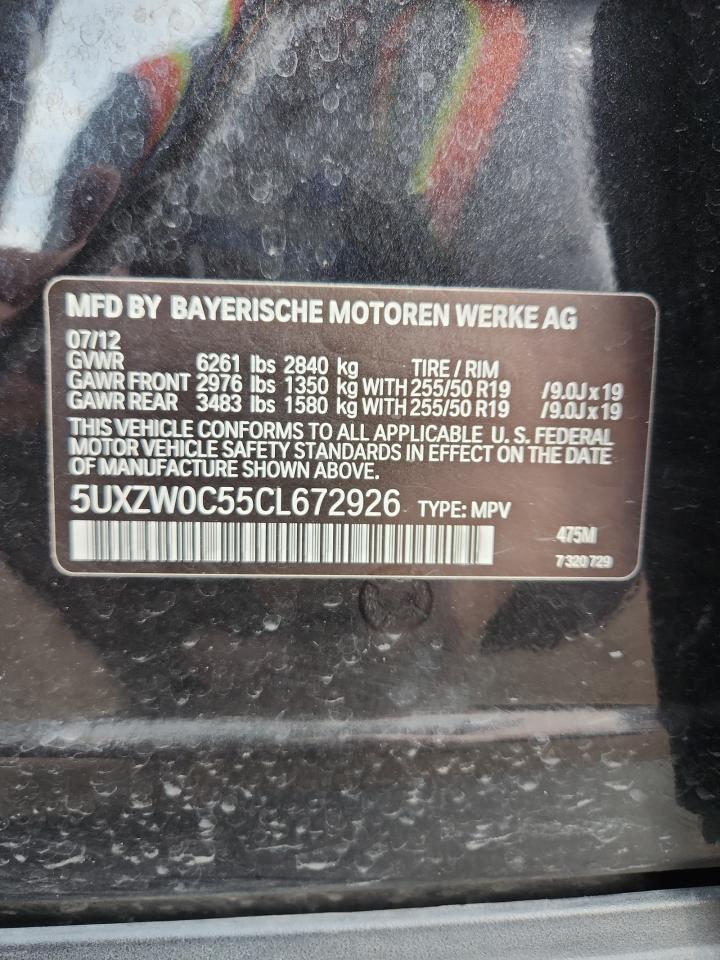 MFD BY BAYERISCHE MOTOREN WERKE AG
07/12
GVWR 6261 lbs 2840 kg TIRE / RIM
GAWR FRONT 2976 lbs 1350 kg WITH 255/50 R19 /9.0J x 19
GAWR REAR 3483 lbs 1580 kg WITH 255/50 R19 /9.0J x 19
THIS VEHICLE CONFORMS TO ALL APPLICABLE U. S. FEDERAL
MOTOR VEHICLE SAFETY STANDARDS IN EFFECT ON THE DATE
OF MANUFACTURE SHOWN ABOVE.
5UXZW0C55CL672926 TYPE: MPV
475M
7 320 729